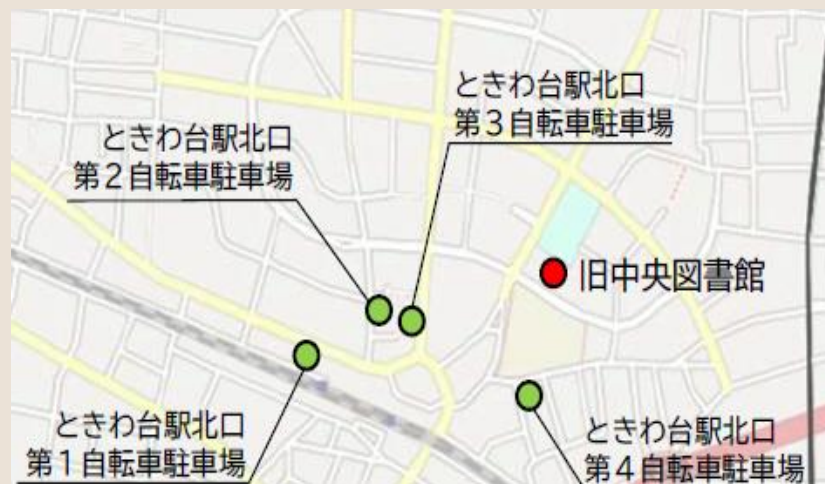 ときわ台駅北口
第３自転車駐車場
ときわ台駅北口
第２自転車駐車場
旧中央図書館
ときわ台駅北口
第１自転車駐車場
ときわ台駅北口
第４自転車駐車場